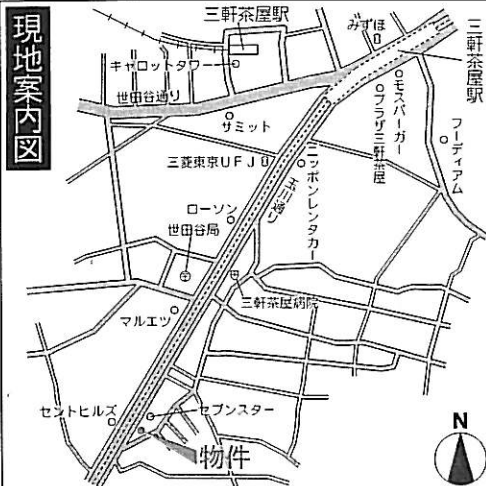 現地案内図
三軒茶屋駅
みずほ
三軒茶屋駅
キャロットタワー
世田谷通り
サミット
モスバーガー
プラザ三軒茶屋
フーディアム
三菱東京UFJ
ニッポンレンタカー
玉川通り
ローソン
世田谷局
三軒茶屋病院
マルエツ
セントヒルズ
セブンスター
物件
N